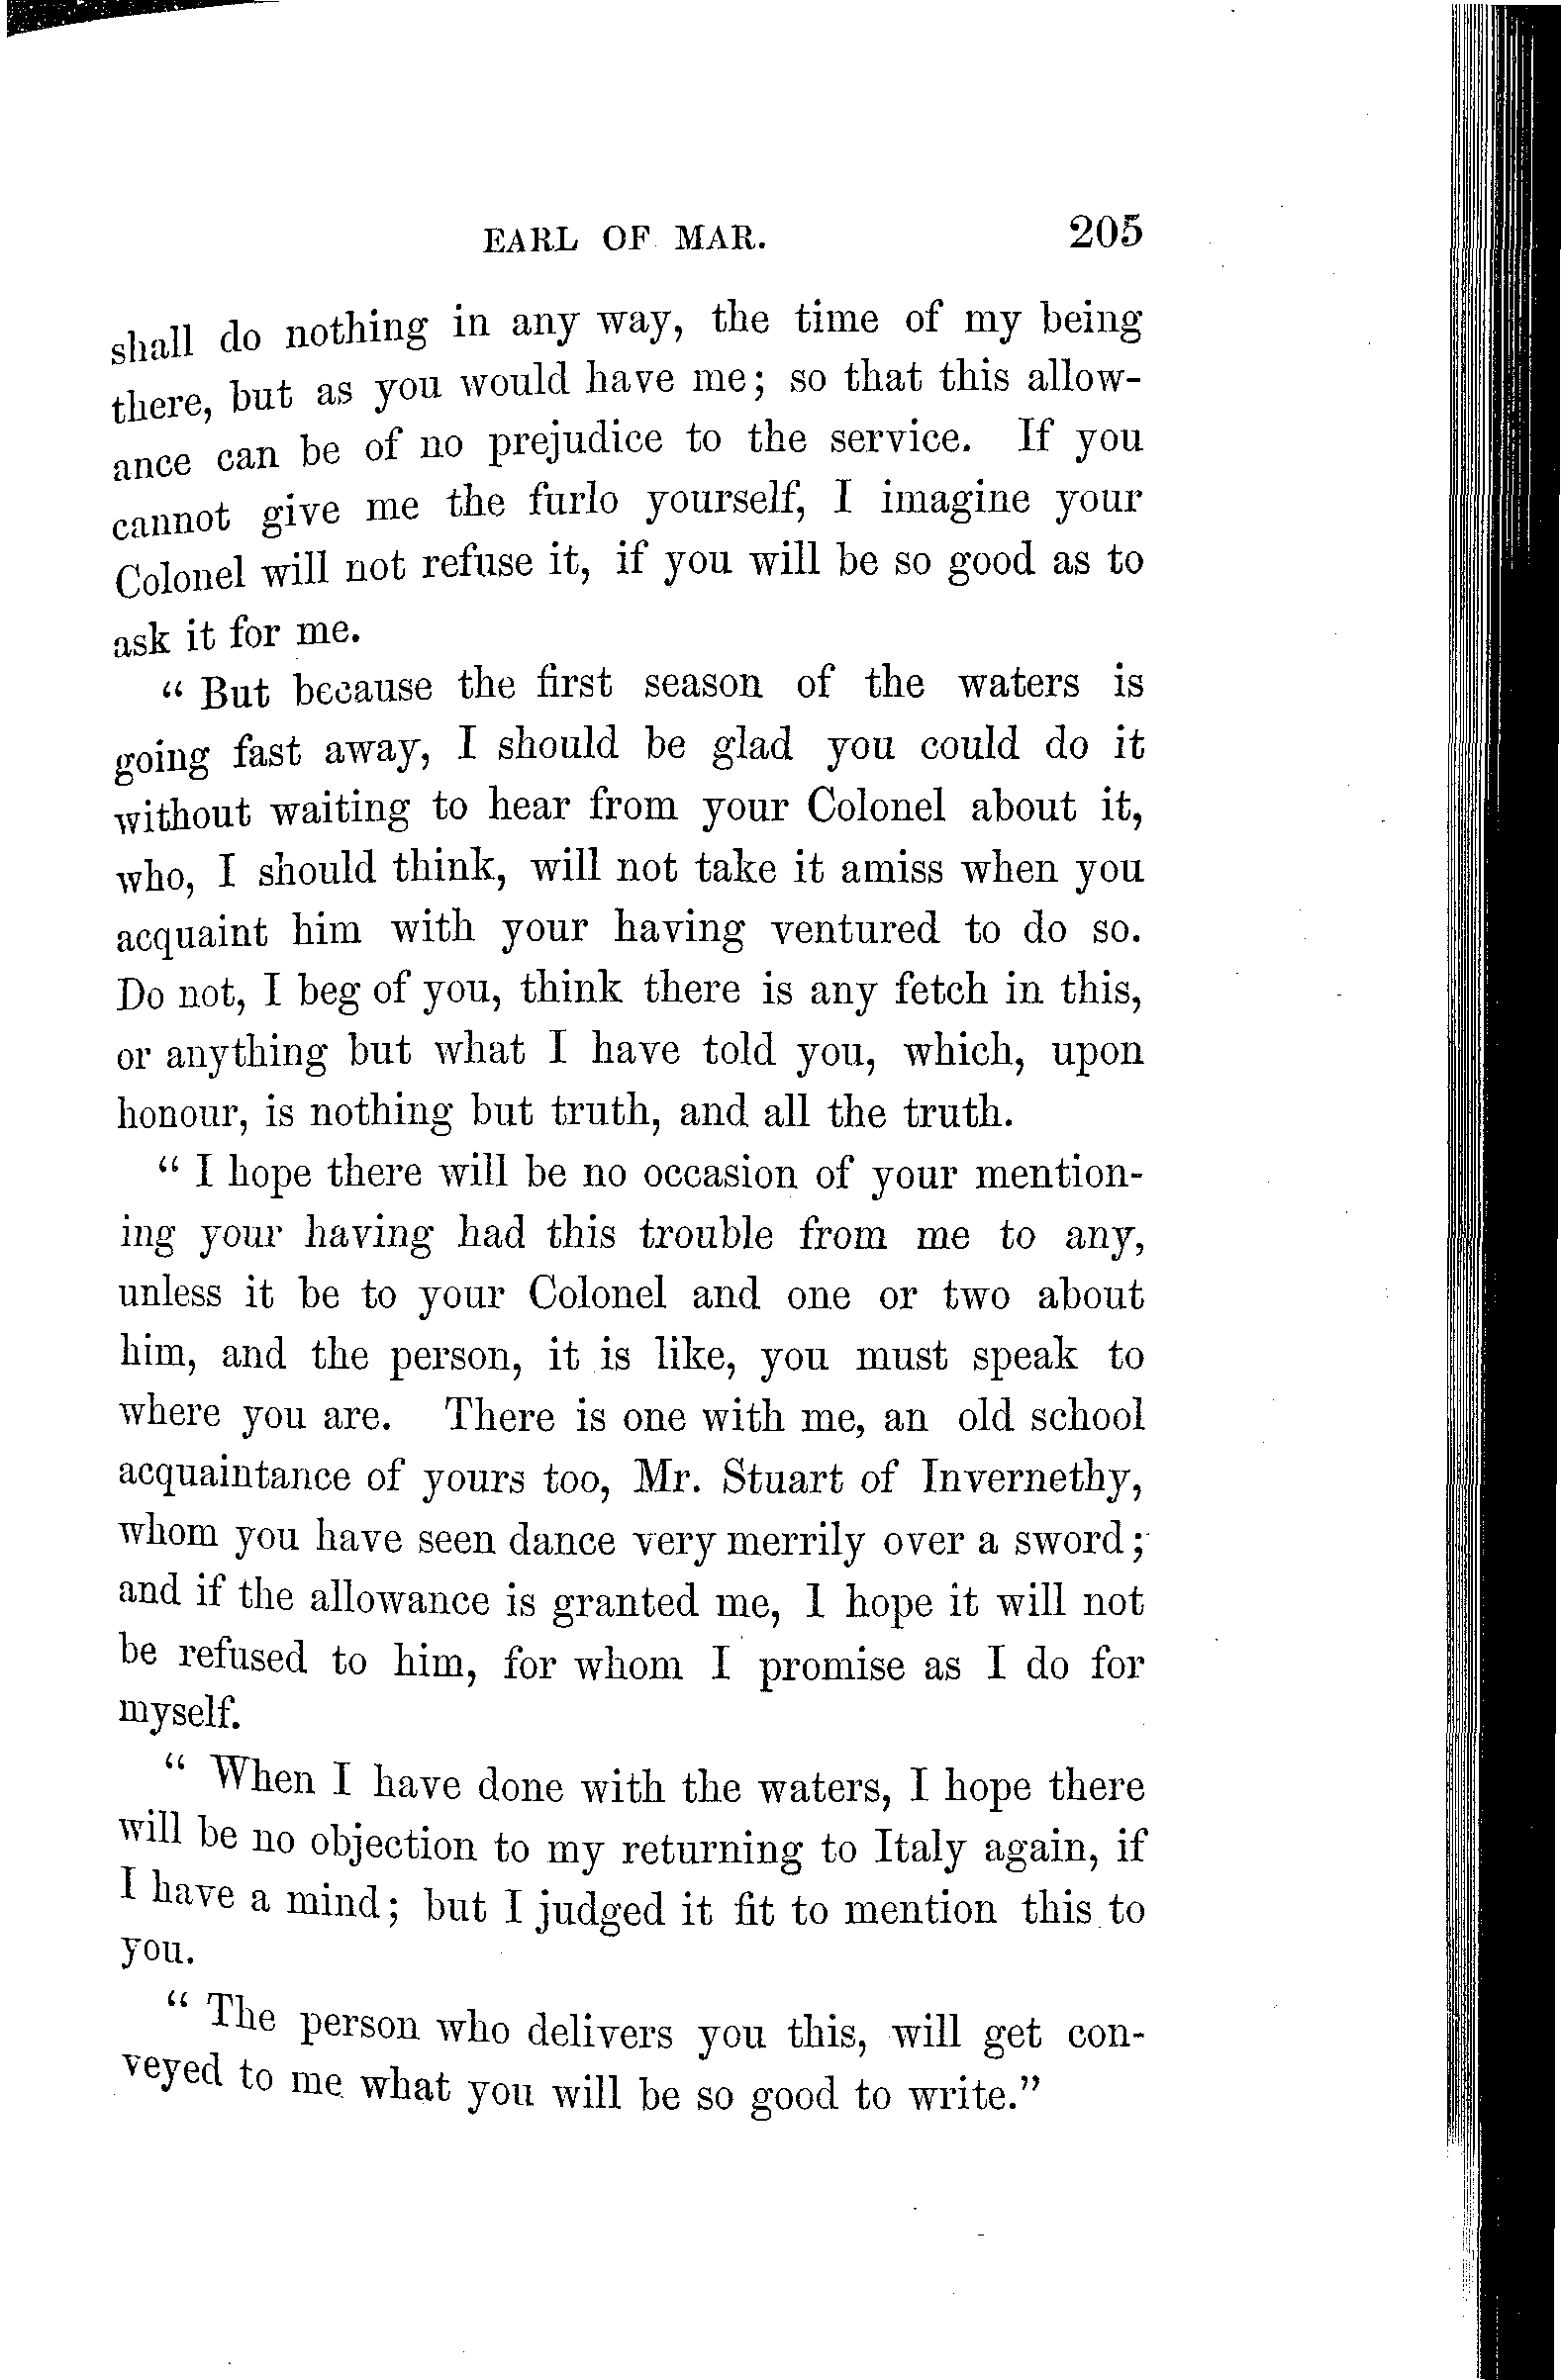 EARL OF MAR. 205
shall do nothing in any way, the time of my being
there, but as you would have me; so that this allow-
ance can be of no prejudice to the service. If you
cannot give me the furlo yourself, I imagine your
Colonel will not refuse it, if you will be so good as to
ask it for me.
“ But because the first season of the waters is
going fast away, I should be glad you could do it
without waiting to hear from your Colonel about it,
who, I should think, will not take it amiss when you
acquaint him with your having ventured to do so.
Do not, I beg of you, think there is any fetch in this,
or anything but what I have told you, which, upon
honour, is nothing but truth, and all the truth.
“ I hope there will be no occasion of your mention-
ing your having had this trouble from me to any,
unless it be to your Colonel and one or two about
him, and the person, it is like, you must speak to
where you are. There is one with me, an old school
acquaintance of yours too, Mr. Stuart of Invernethy,
whom you have seen dance very merrily over a sword;
and if the allowance is granted me, I hope it will not
be refused to him, for whom I promise as I do for
myself.
“ When I have done with the waters, I hope there
will be no objection to my returning to Italy again, if
I have a mind; but I judged it fit to mention this to
you.
“ The person who delivers you this, will get con-
veyed to me what you will be so good to write.”